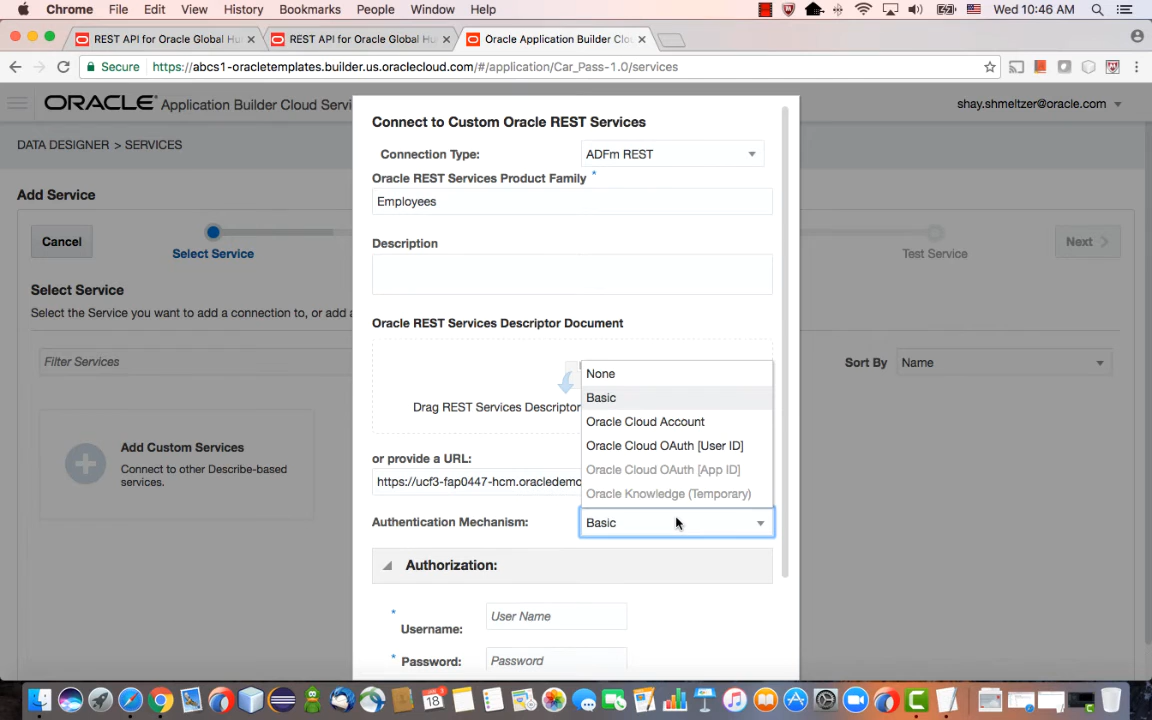 Chrome File Edit View History Bookmarks People Window Help Wed 10:46 AM
REST API for Oracle Global Hu REST API for Oracle Global Hu Oracle Application Builder Clou
Secure https://abcs1-oracletemplates.builder.us.oraclecloud.com/#/application/Car_Pass-1.0/services
ORACLE Application Builder Cloud Servi shay.shmeltzer@oracle.com
DATA DESIGNER > SERVICES
Add Service
Cancel
Select Service
Test Service
Next
Select Service
Select the Service you want to add a connection to, or add a
Filter Services
Sort By Name
Add Custom Services
Connect to other Describe-based
services.
Connect to Custom Oracle REST Services
Connection Type: ADFm REST
Oracle REST Services Product Family *
Employees
Description
Oracle REST Services Descriptor Document
Drag REST Services Descriptor
or provide a URL:
https://ucf3-fap0447-hcm.oracledemo
None
Basic
Oracle Cloud Account
Oracle Cloud OAuth [User ID]
Oracle Cloud OAuth [App ID]
Oracle Knowledge (Temporary)
Authentication Mechanism: Basic
Authorization:
* Username: User Name
* Password: Password
18